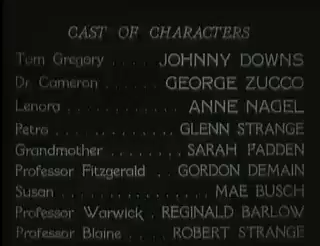 CAST OF CHARACTERS
Tom Gregory ..... JOHNNY DOWNS
Dr. Cameron ....... GEORGE ZUCCO
Lenora ............ ANNE NAGEL
Petro ............. GLENN STRANGE
Grandmother ........ SARAH PADDEN
Professor Fitzgerald .. GORDON DEMAIN
Susan ................ MAE BUSCH
Professor Warwick . REGINALD BARLOW
Professor Blaine .... ROBERT STRANGE